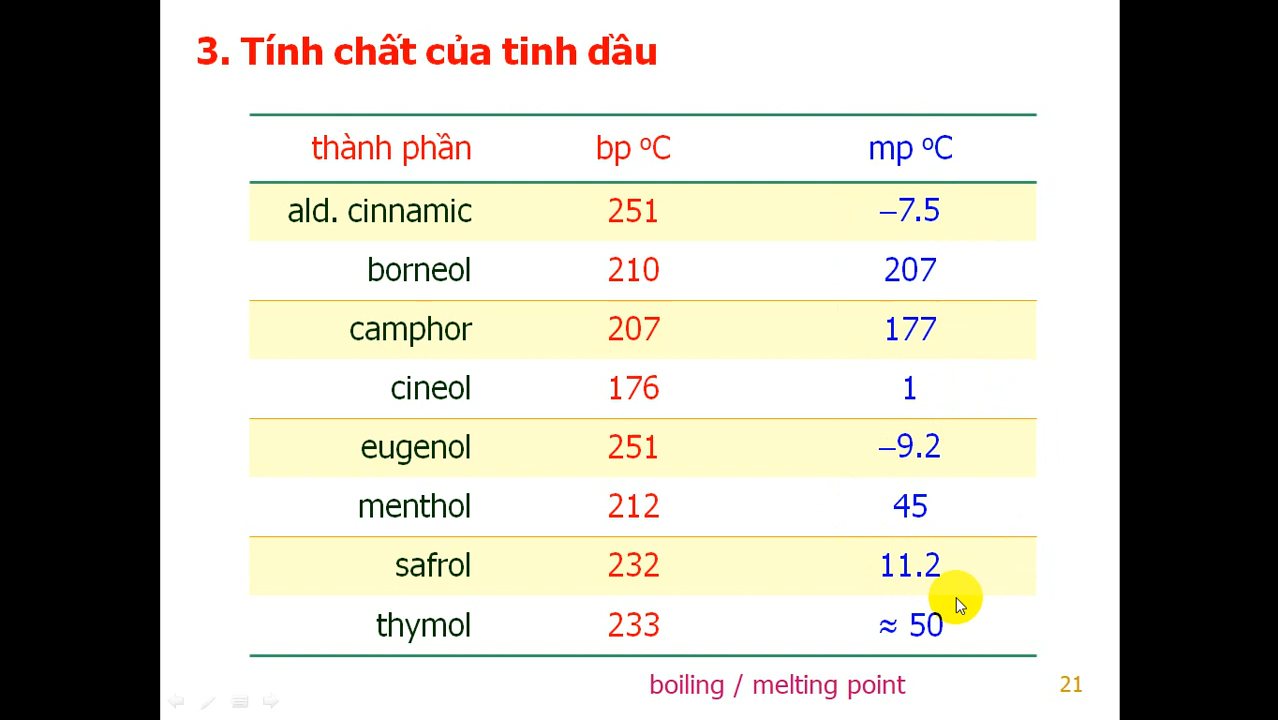 3. Tính chất của tinh dầu
thành phần bp ºC mp ºC
ald. cinnamic 251 –7.5
borneol 210 207
camphor 207 177
cineol 176 1
eugenol 251 –9.2
menthol 212 45
safrol 232 11.2
thymol 233 ≈ 50
boiling / melting point 21